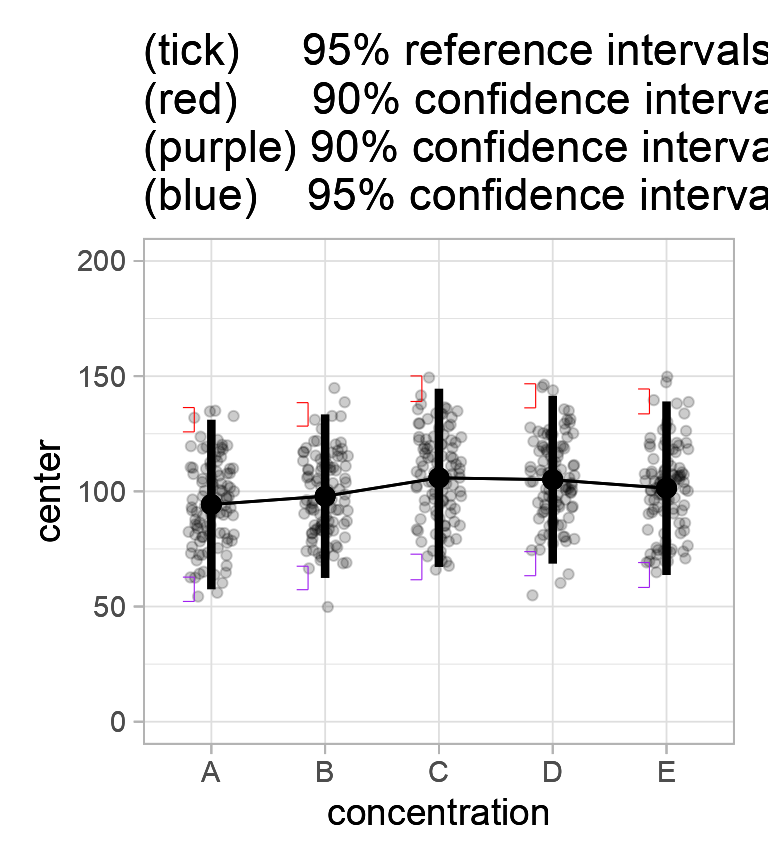 (tick) 95% reference intervals
(red) 90% confidence interva
(purple) 90% confidence interva
(blue) 95% confidence interva
200
150
100
50
0
center
A B C D E
concentration